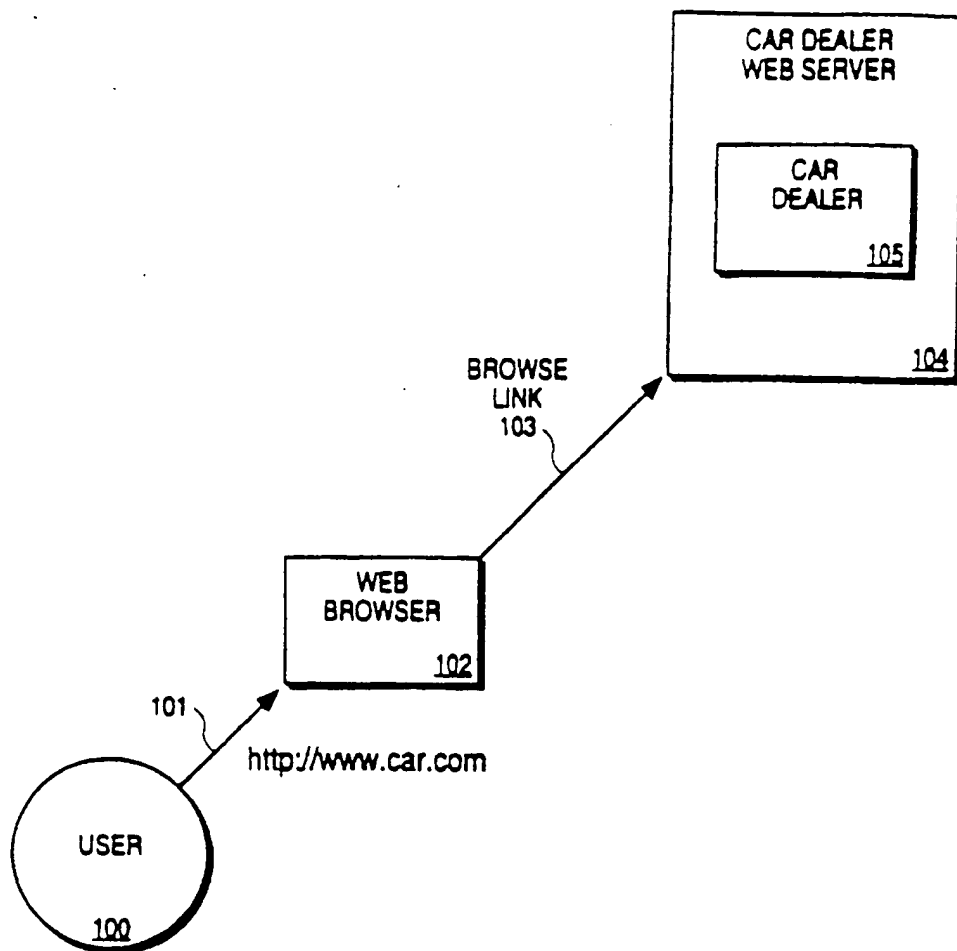 CAR DEALER
WEB SERVER
CAR
DEALER
105
104
BROWSE
LINK
103
WEB
BROWSER
102
101
http://www.car.com
USER
100